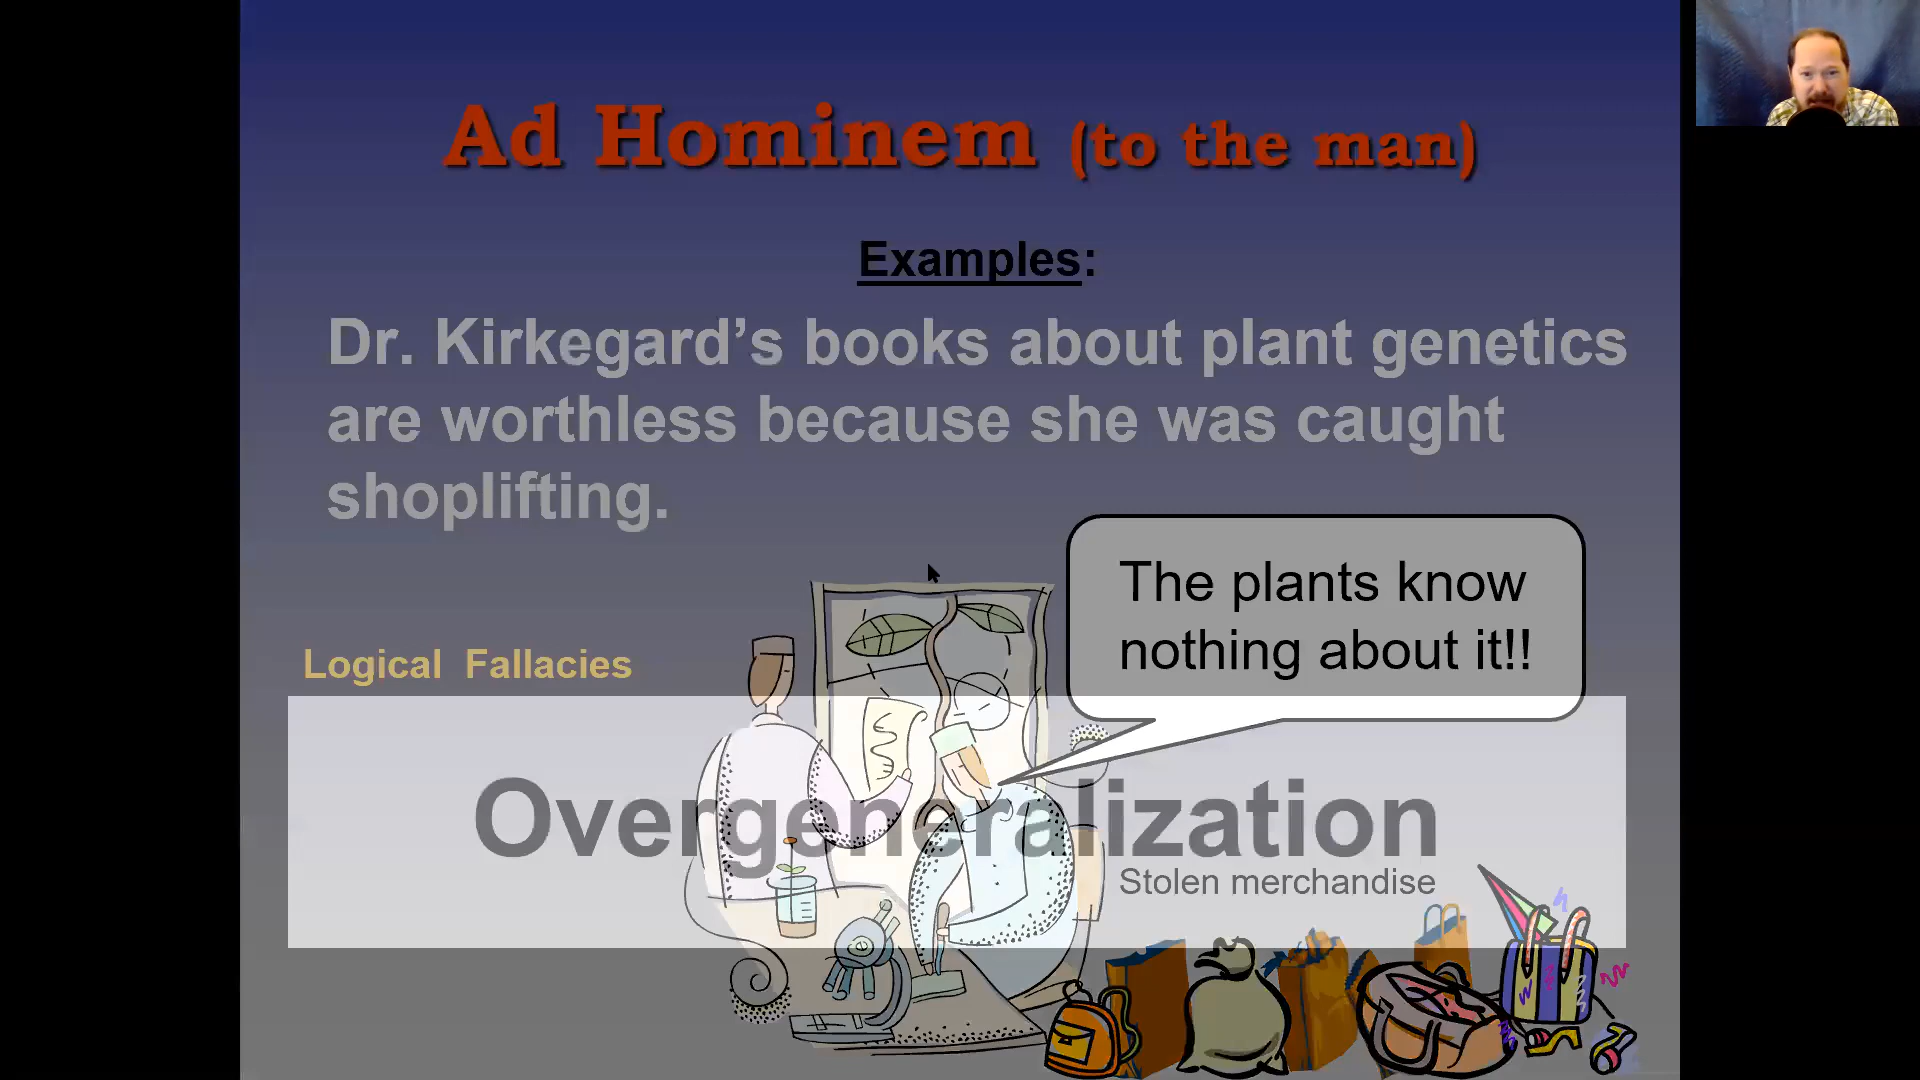 Ad Hominem (to the man)
Examples:
Dr. Kirkegard’s books about plant genetics
are worthless because she was caught
shoplifting.
The plants know
nothing about it!!
Logical Fallacies
Overgeneralization
Stolen merchandise